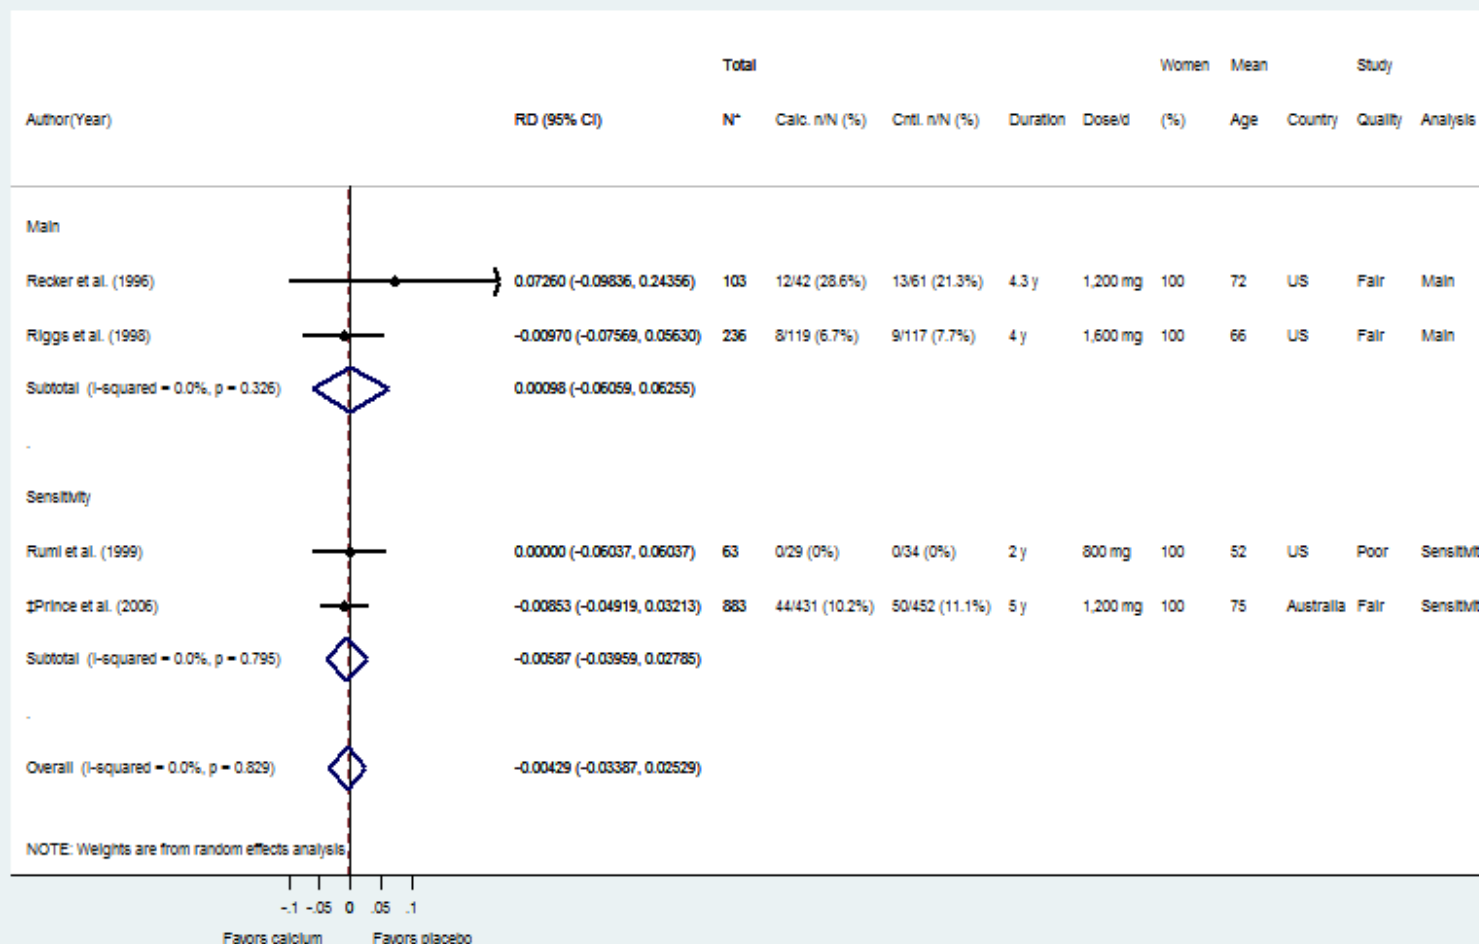 Total Women Mean Study
Author(Year) RD (95% CI) N* Calc. n/N (%) Cntl. n/N (%) Duration Dose/d (%) Age Country Quality Analysis
Main
Recker et al. (1996) 0.07260 (-0.09836, 0.24356) 103 12/42 (28.6%) 13/61 (21.3%) 4.3 y 1,200 mg 100 72 US Fair Main
Riggs et al. (1998) -0.00970 (-0.07569, 0.05630) 236 8/119 (6.7%) 9/117 (7.7%) 4 y 1,600 mg 100 66 US Fair Main
Subtotal (I-squared = 0.0%, p = 0.326) 0.00098 (-0.06059, 0.06255)
.
Sensitivity
Ruml et al. (1999) 0.00000 (-0.06037, 0.06037) 63 0/29 (0%) 0/34 (0%) 2 y 800 mg 100 52 US Poor Sensitivit
‡Prince et al. (2006) -0.00853 (-0.04919, 0.03213) 883 44/431 (10.2%) 50/452 (11.1%) 5 y 1,200 mg 100 75 Australia Fair Sensitivit
Subtotal (I-squared = 0.0%, p = 0.795) -0.00587 (-0.03959, 0.02785)
.
Overall (I-squared = 0.0%, p = 0.829) -0.00429 (-0.03387, 0.02529)
NOTE: Weights are from random effects analysis
-.1 -.05 0 .05 .1
Favors calcium Favors placebo